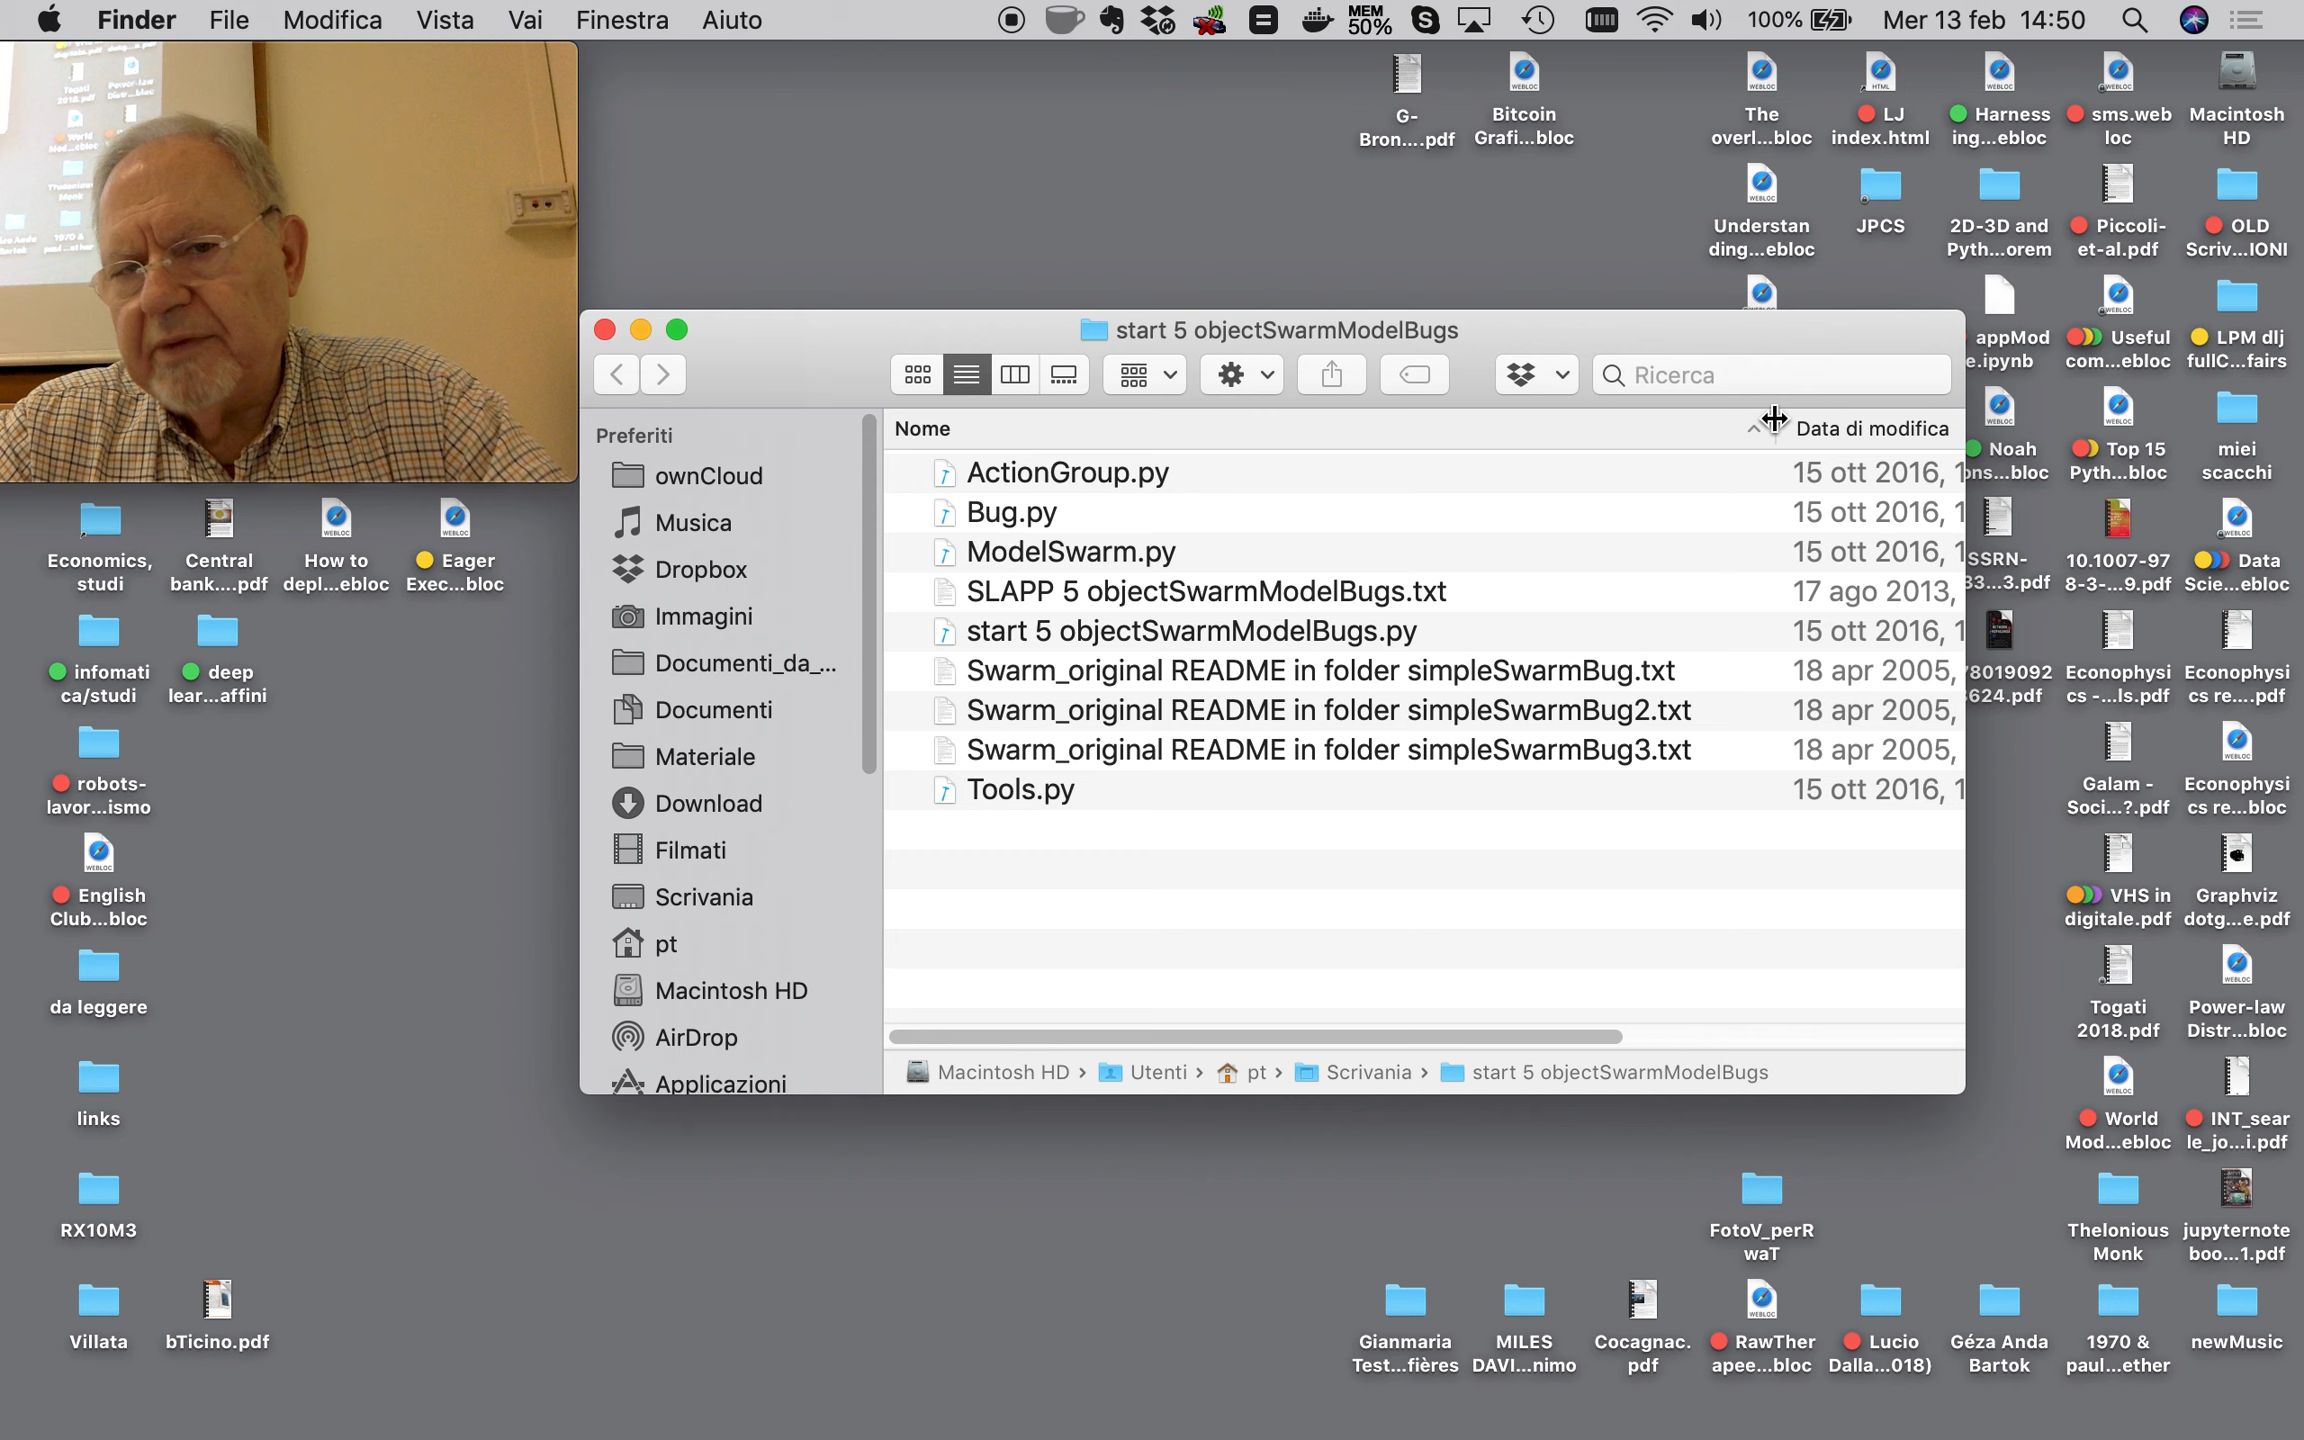 Finder File Modifica Vista Vai Finestra Aiuto
MEM
50%
100%
Mer 13 feb 14:50
G-
Bron....pdf
Bitcoin
Grafi...bloc
The
overl...bloc
LJ
index.html
Harness
ing...ebloc
sms.web
loc
Macintosh
HD
Understan
ding...ebloc
JPCS
2D-3D and
Pyth...orem
Piccoli-
et-al.pdf
OLD
Scriv...IONI
appMod
e.ipynb
Useful
com...ebloc
LPM dlj
fullC...fairs
Noah
ons...bloc
Top 15
Pyth...bloc
miei
scacchi
SSRN-
33...3.pdf
10.1007-97
8-3-...9.pdf
Data
Scie...ebloc
78019092
624.pdf
Econophysi
cs -...ls.pdf
Econophysi
cs re....pdf
Galam -
Soci...?.pdf
Econophysi
cs re...bloc
VHS in
digitale.pdf
Graphviz
dotg...e.pdf
Togati
2018.pdf
Power-law
Distr...bloc
World
Mod...ebloc
INT_sear
le_jo...i.pdf
FotoV_perR
waT
Thelonious
Monk
jupyternote
boo...1.pdf
Gianmaria
Test...fières
MILES
DAVI...nimo
Cocagnac.
pdf
RawTher
apee...bloc
Lucio
Dalla...018)
Géza Anda
Bartok
1970 &
paul...ether
newMusic
Economics,
studi
Central
bank....pdf
How to
depl...ebloc
Eager
Exec...bloc
infomati
ca/studi
deep
lear...affini
robots-
lavor...ismo
English
Club...bloc
da leggere
links
RX10M3
Villata
bTicino.pdf
start 5 objectSwarmModelBugs
Ricerca
Preferiti
ownCloud
Musica
Dropbox
Immagini
Documenti_da_...
Documenti
Materiale
Download
Filmati
Scrivania
pt
Macintosh HD
AirDrop
Applicazioni
Nome Data di modifica
ActionGroup.py 15 ott 2016, 1
Bug.py 15 ott 2016, 1
ModelSwarm.py 15 ott 2016, 1
SLAPP 5 objectSwarmModelBugs.txt 17 ago 2013,
start 5 objectSwarmModelBugs.py 15 ott 2016, 1
Swarm_original README in folder simpleSwarmBug.txt 18 apr 2005,
Swarm_original README in folder simpleSwarmBug2.txt 18 apr 2005,
Swarm_original README in folder simpleSwarmBug3.txt 18 apr 2005,
Tools.py 15 ott 2016, 1
Macintosh HD › Utenti › pt › Scrivania › start 5 objectSwarmModelBugs